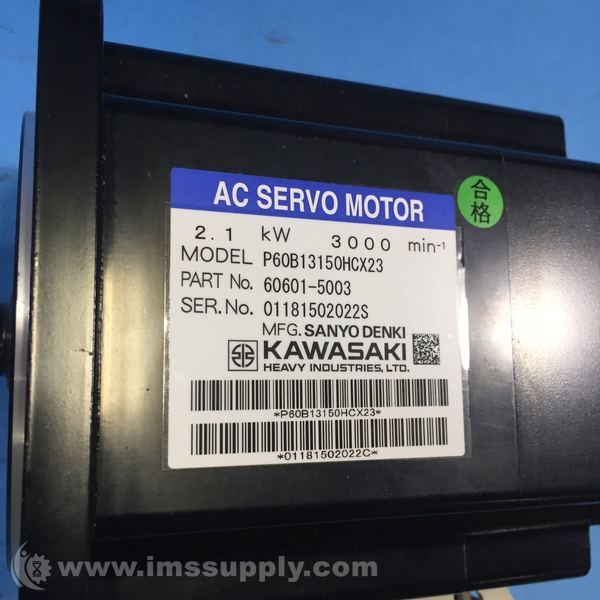 AC SERVO MOTOR
2.1 kW 3000 min-1
MODEL P60B13150HCX23
PART No. 60601-5003
SER.No. 01181502022S
MFG. SANYO DENKI
KAWASAKI
HEAVY INDUSTRIES, LTD.
*P60B13150HCX23*
*01181502022C*
合格
www.imssupply.com